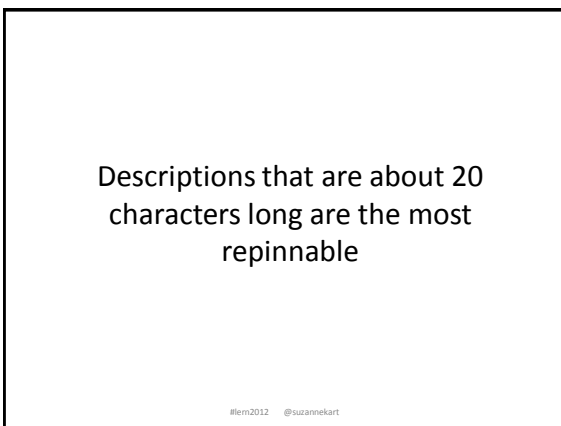 Descriptions that are about 20
characters long are the most
repinnable
#lern2012 @suzannekart